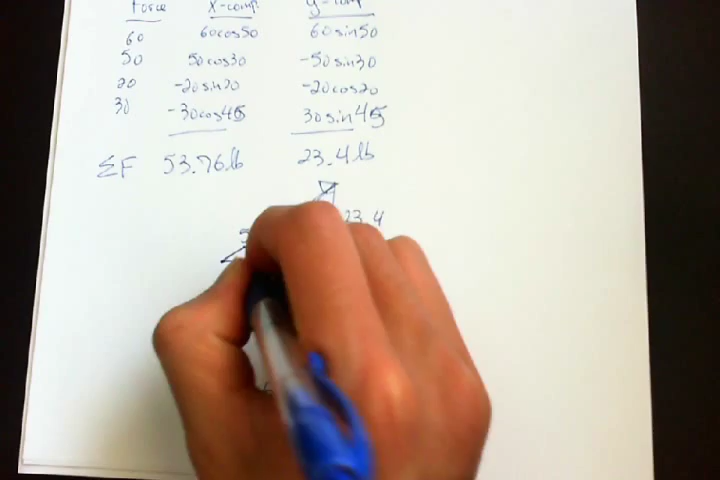 Force x-comp. y-comp
60 60cos50 60sin50
50 50cos30 -50sin30
20 -20sin20 -20cos20
30 -30cos45 30sin45
ΣF 53.76lb 23.4lb
23.4